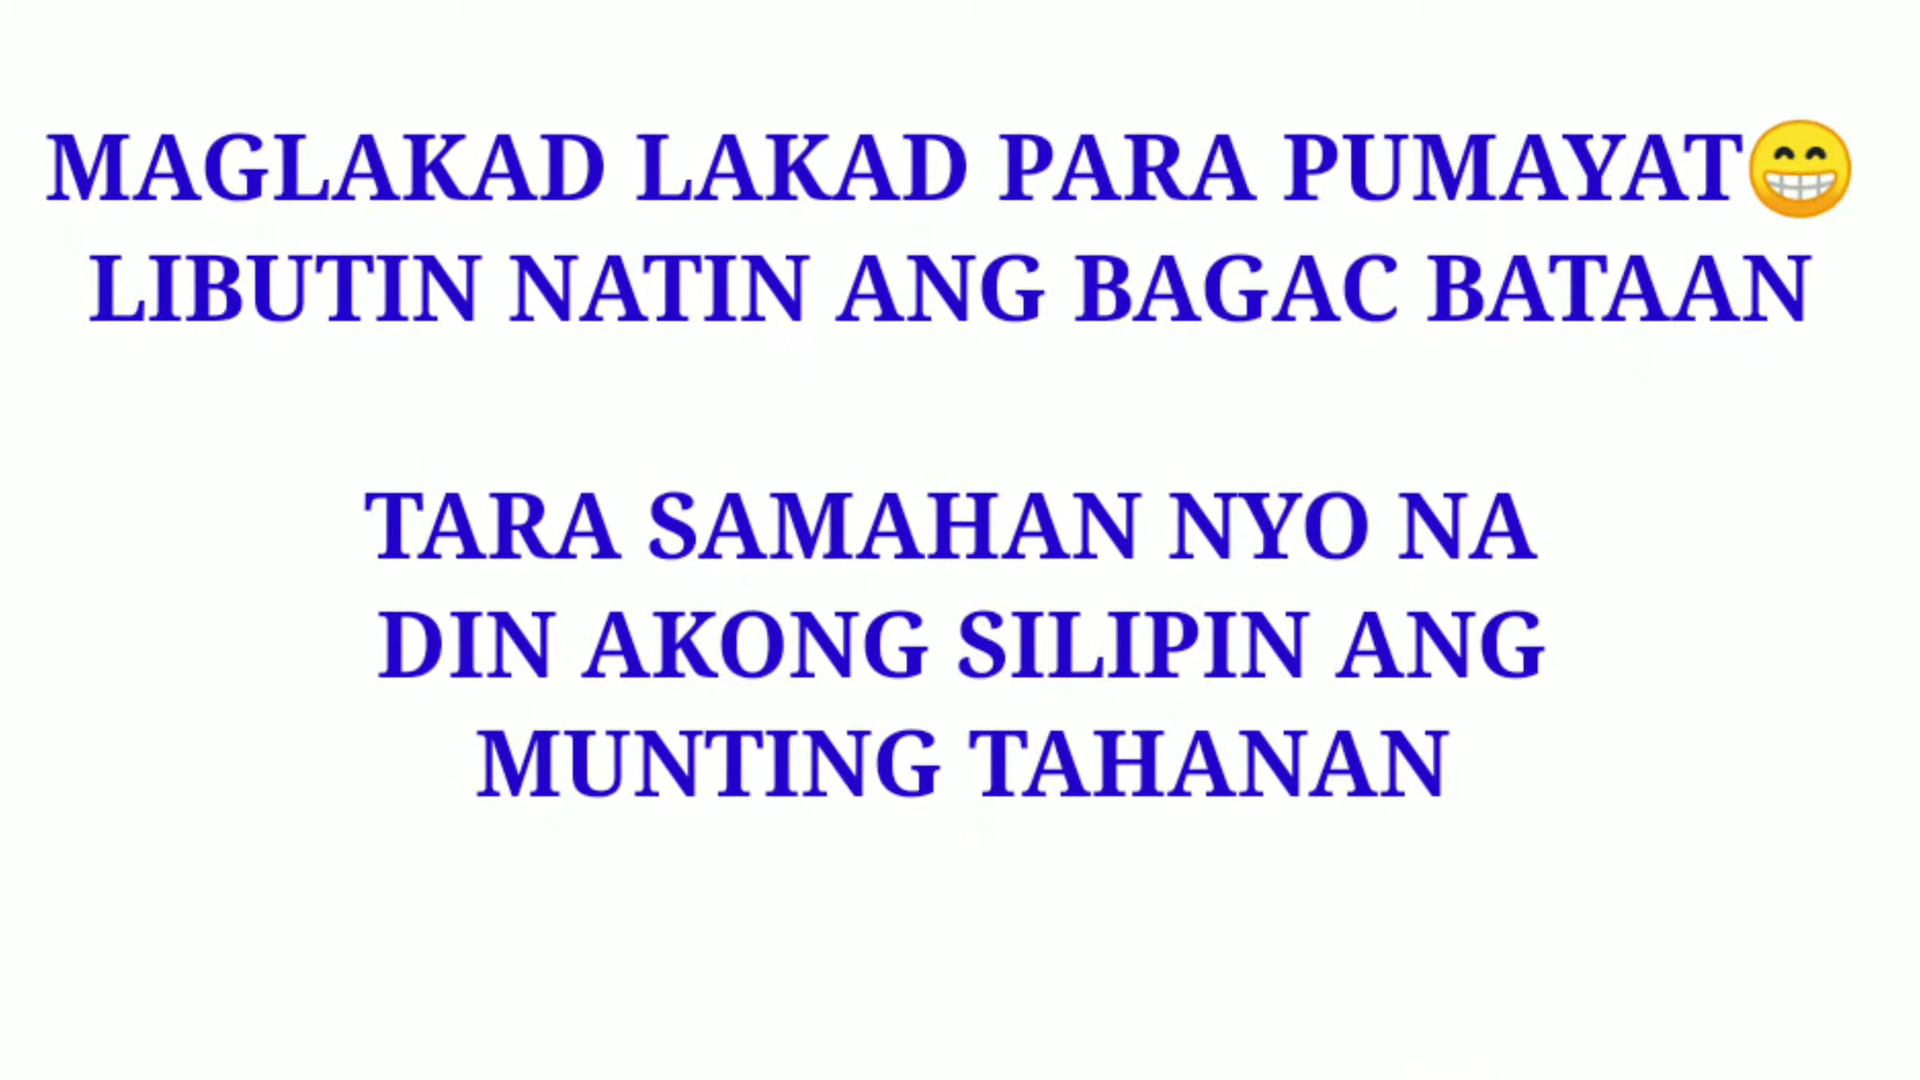 MAGLAKAD LAKAD PARA PUMAYAT😁
LIBUTIN NATIN ANG BAGAC BATAAN
TARA SAMAHAN NYO NA
DIN AKONG SILIPIN ANG
MUNTING TAHANAN